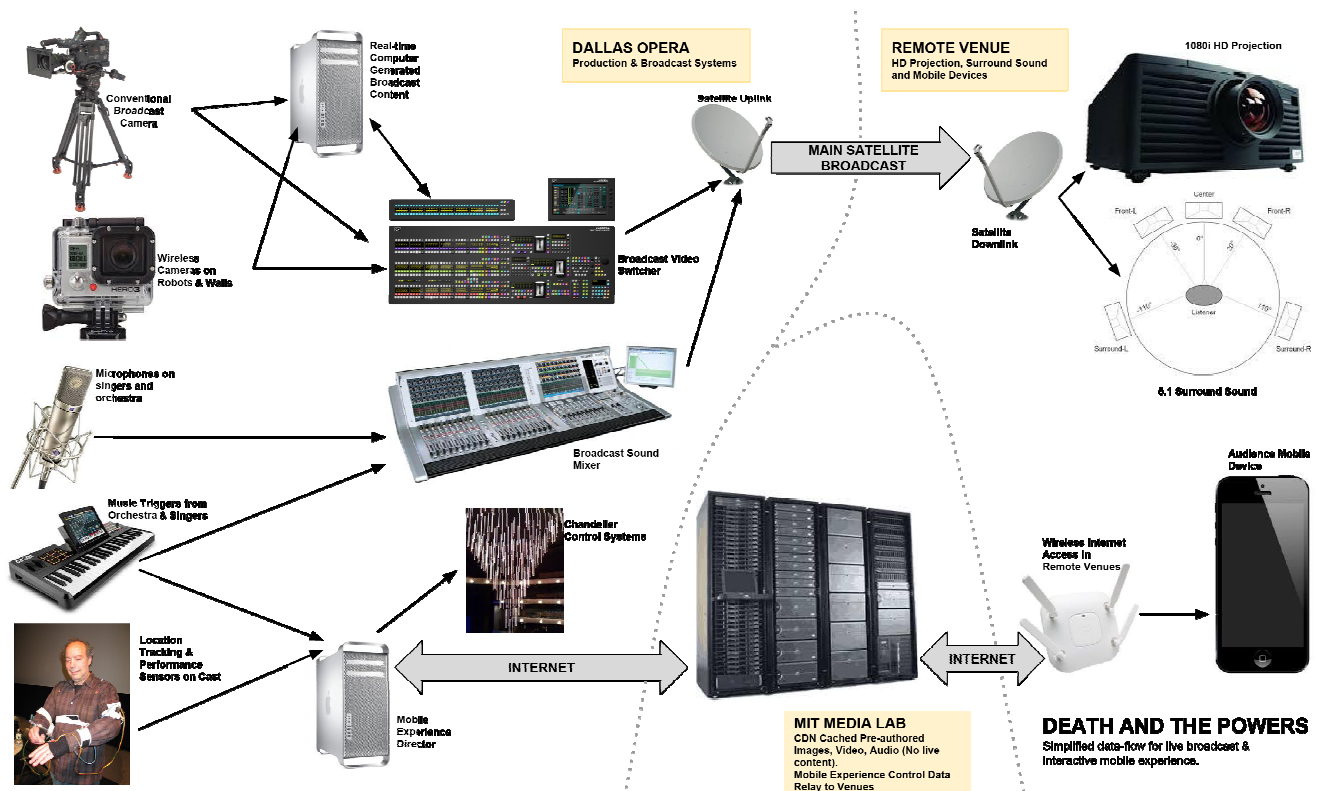 Conventional
Broadcast
Camera
Real-time
Computer
Generated
Broadcast
Content
DALLAS OPERA
Production & Broadcast Systems
REMOTE VENUE
HD Projection, Surround Sound
and Mobile Devices
1080i HD Projection
Satellite Uplink
MAIN SATELLITE
BROADCAST
Satellite
Downlink
Wireless
Cameras on
Robots & Walls
HERO3
Broadcast Video
Switcher
Center
Front-L
Front-R
0°
-30°
30°
Listener
-110°
110°
Surround-L
Surround-R
5.1 Surround Sound
Microphones on
singers and
orchestra
Broadcast Sound
Mixer
Music Triggers from
Orchestra & Singers
Chandelier
Control Systems
Audience Mobile
Device
Wireless Internet
Access in
Remote Venues
Location
Tracking &
Performance
Sensors on Cast
INTERNET
INTERNET
Mobile
Experience
Director
MIT MEDIA LAB
CDN Cached Pre-authored
Images, Video, Audio (No live
content).
Mobile Experience Control Data
Relay to Venues
DEATH AND THE POWERS
Simplified data-flow for live broadcast &
interactive mobile experience.